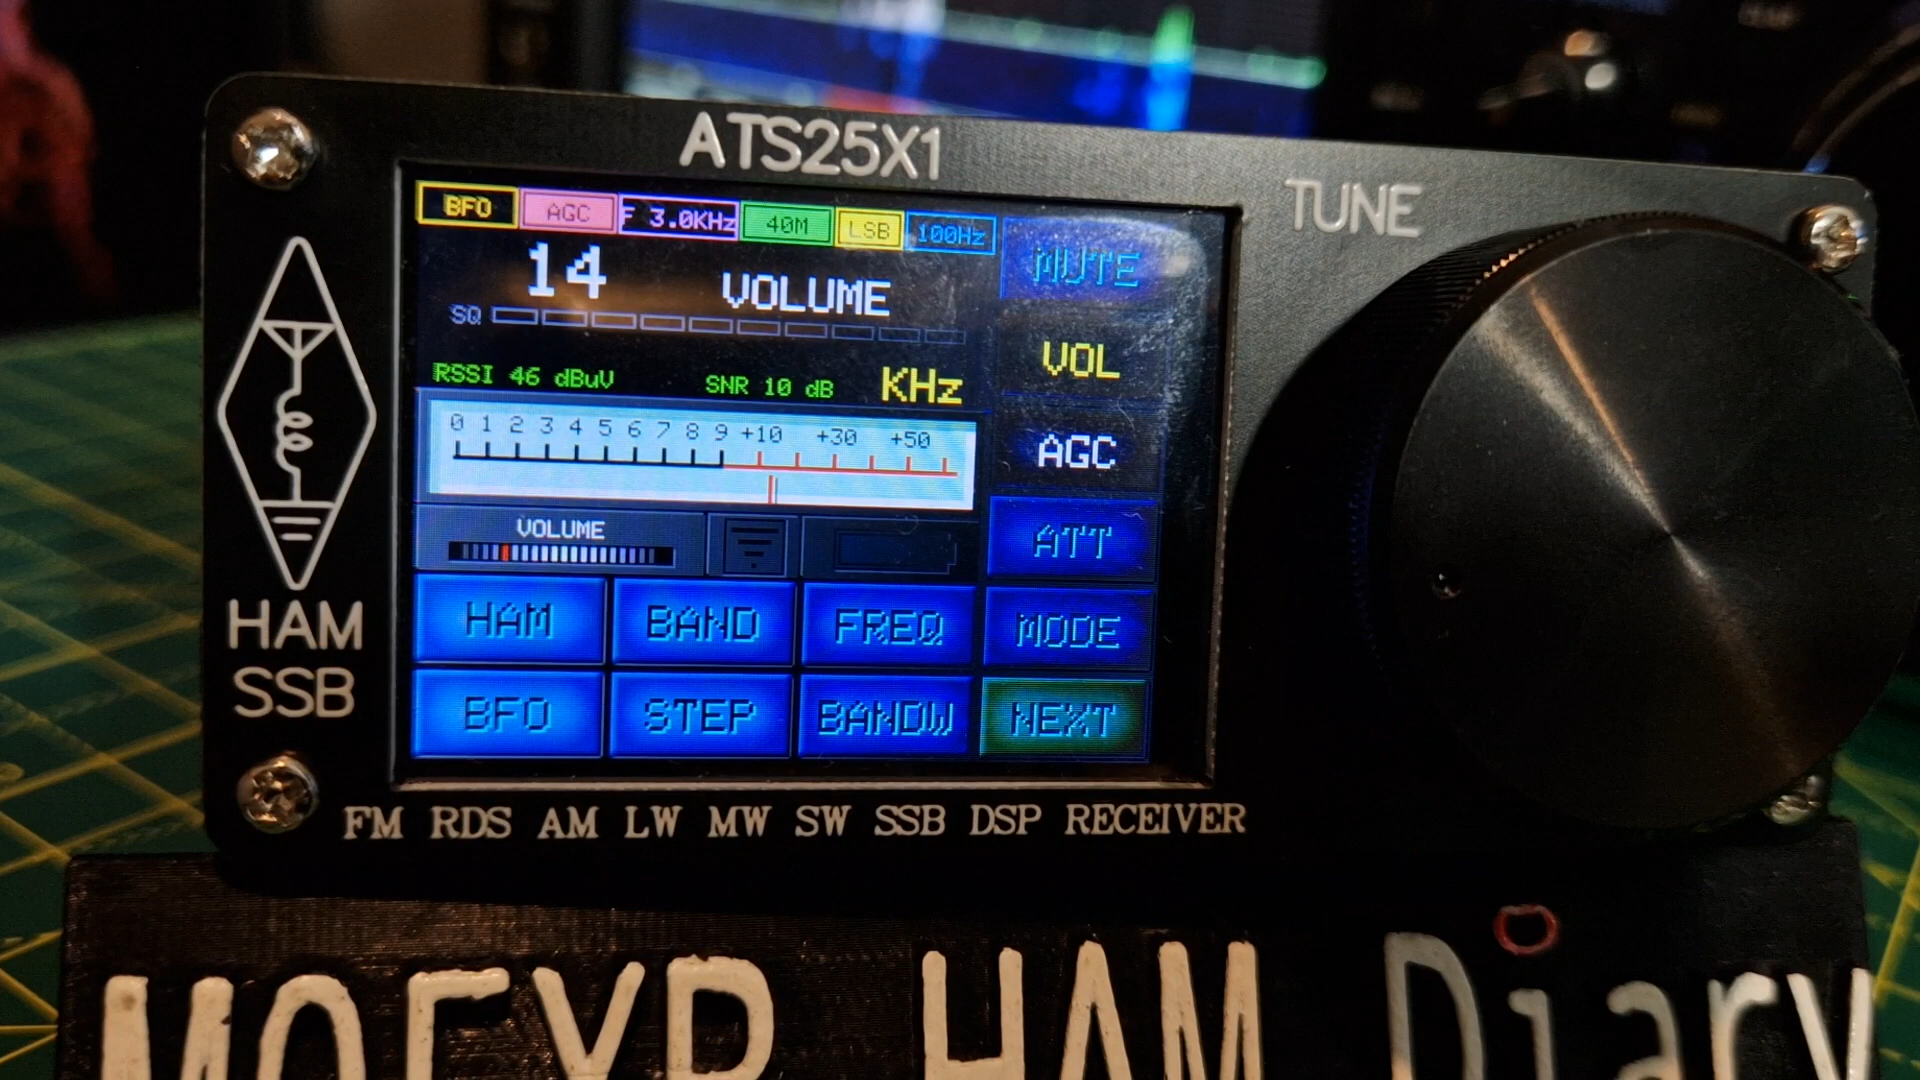 ATS25X1
TUNE
BFO AGC F 3.0KHz 40M LSB 100Hz
MUTE
14 VOLUME
SQ
VOL
RSSI 46 dBuV SNR 10 dB KHz
0 1 2 3 4 5 6 7 8 9 +10 +30 +50
AGC
VOLUME
ATT
HAM BAND FREQ MODE
BFO STEP BANDW NEXT
HAM
SSB
FM RDS AM LW MW SW SSB DSP RECEIVER
HAM Diary